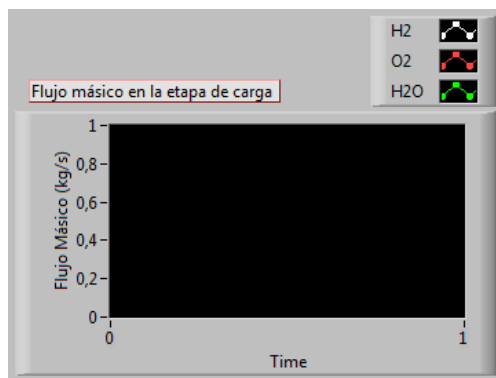 H2
O2
H2O
Flujo másico en la etapa de carga
Flujo Másico (kg/s)
1
0,8
0,6
0,4
0,2
0
0
1
Time